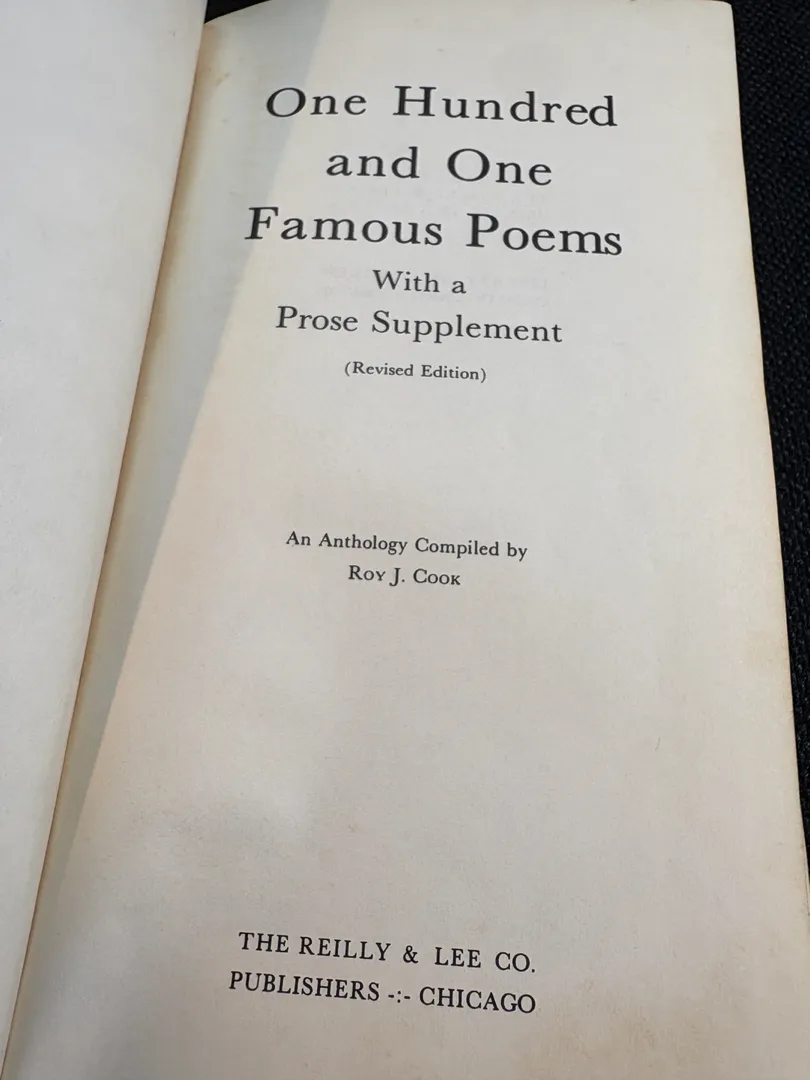 One Hundred
and One
Famous Poems
With a
Prose Supplement
(Revised Edition)
An Anthology Compiled by
Roy J. Cook
THE REILLY & LEE CO.
PUBLISHERS -:- CHICAGO